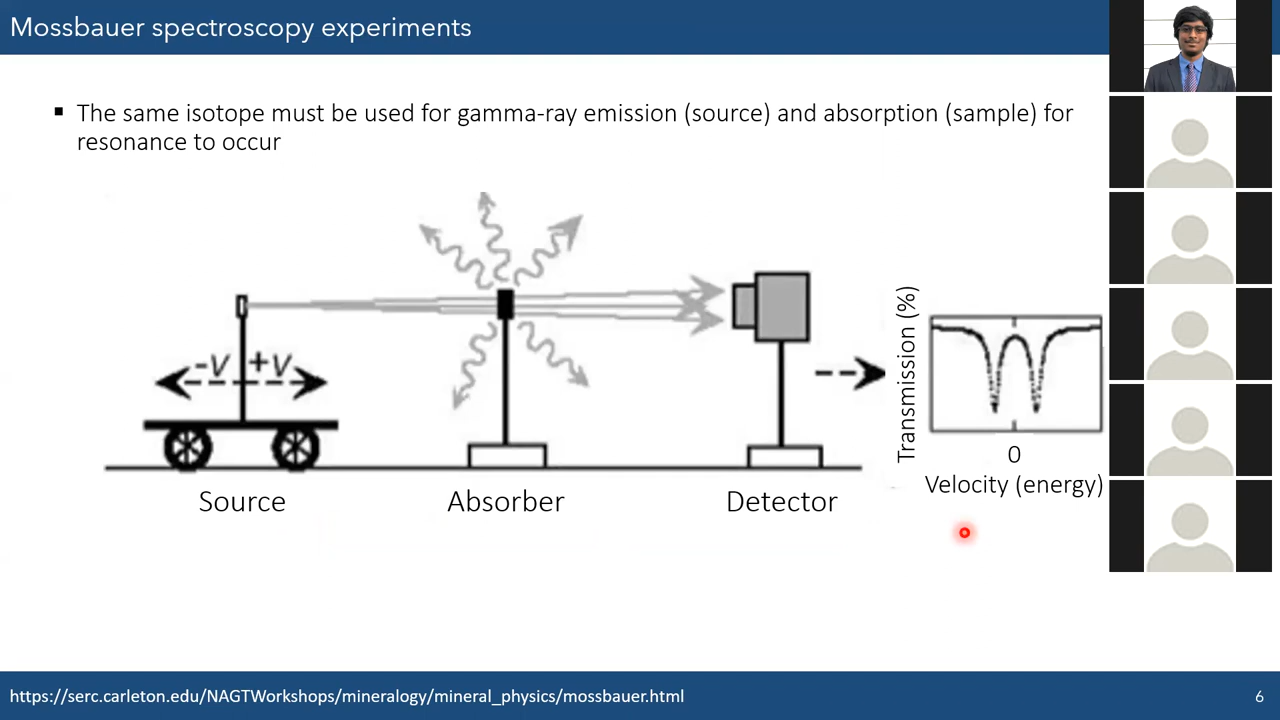 Mossbauer spectroscopy experiments
▪ The same isotope must be used for gamma-ray emission (source) and absorption (sample) for
resonance to occur
-V +V
Source
Absorber
Detector
Transmission (%)
0
Velocity (energy)
https://serc.carleton.edu/NAGTWorkshops/mineralogy/mineral_physics/mossbauer.html
6